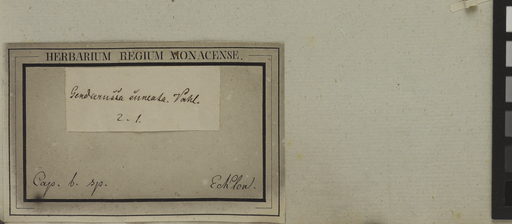 HERBARIUM REGIUM MONACENSE.
Gendarussa cuneata. Vahl.
2. 1.
Cap. b. sp. Ecklon.